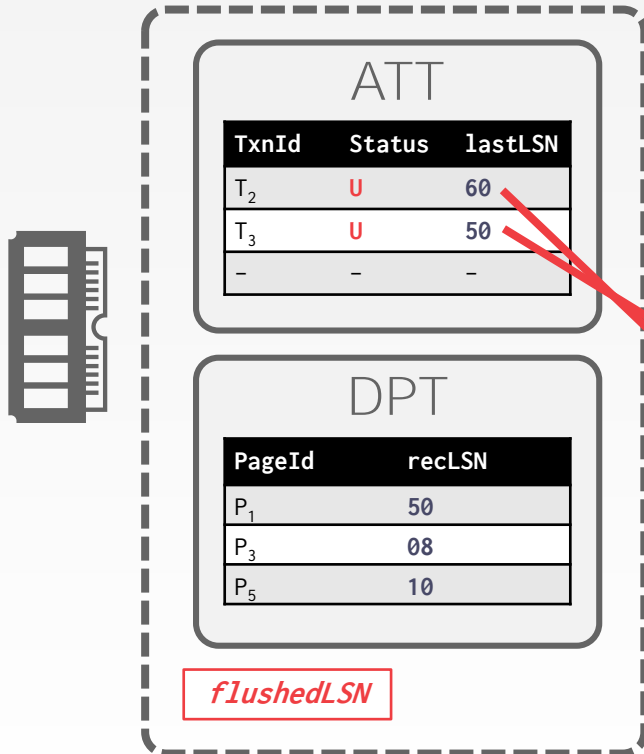 ATT
TxnId Status lastLSN
T2 U 60
T3 U 50
– – –
DPT
PageId recLSN
P1 50
P3 08
P5 10
flushedLSN